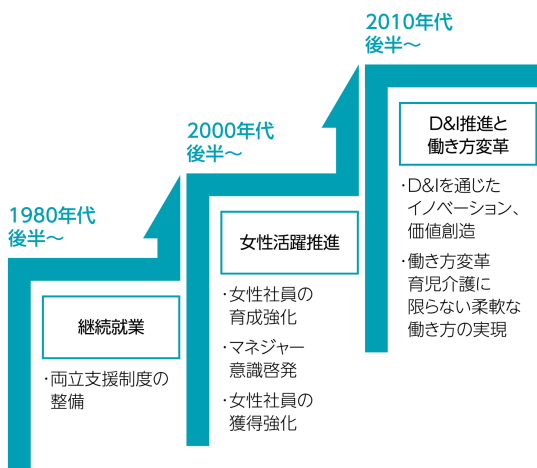 1980年代
後半～
継続就業
・両立支援制度の
整備
2000年代
後半～
女性活躍推進
・女性社員の
育成強化
・マネジャー
意識啓発
・女性社員の
獲得強化
2010年代
後半～
D&I推進と
働き方変革
・D&Iを通じた
イノベーション、
価値創造
・働き方変革
育児介護に
限らない柔軟な
働き方の実現